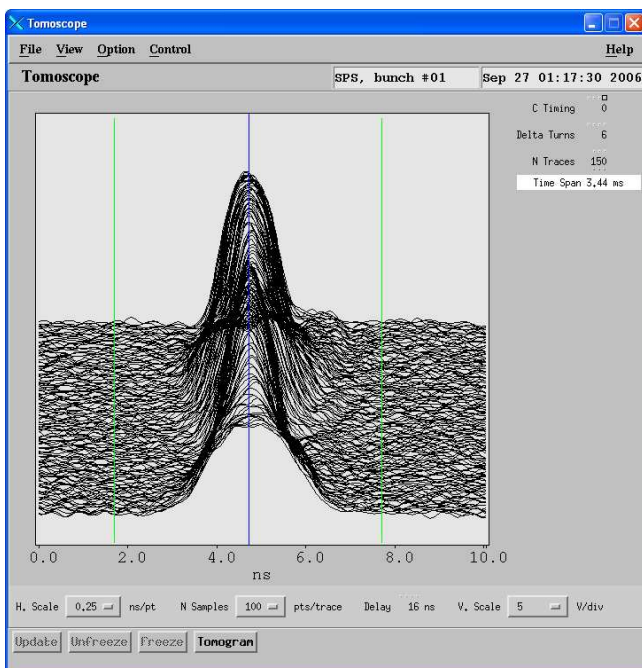 Tomoscope
File View Option Control Help
Tomoscope SPS, bunch #01 Sep 27 01:17:30 2006
C Timing 0
Delta Turns 6
N Traces 150
Time Span 3.44 ms
0.0 2.0 4.0 6.0 8.0 10.0
ns
H. Scale 0.25 ns/pt N Samples 100 pts/trace Delay 16 ns V. Scale 5 V/div
Update Unfreeze Freeze Tomogram